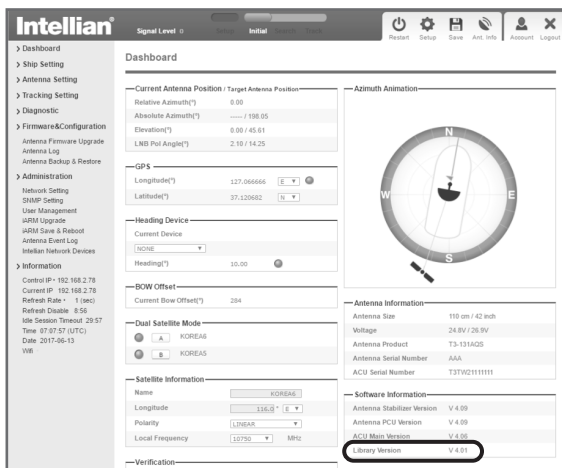 Intellian®
Signal Level 0
Setup Initial Search Track
Restart Setup Save Ant. Info Account Logout
> Dashboard
> Ship Setting
> Antenna Setting
> Tracking Setting
> Diagnostic
> Firmware&Configuration
Antenna Firmware Upgrade
Antenna Log
Antenna Backup & Restore
> Administration
Network Setting
SNMP Setting
User Management
iARM Upgrade
iARM Save & Reboot
Antenna Event Log
Intellian Network Devices
> Information
Control IP • 192.168.2.78
Current IP 192.168.2.78
Refresh Rate • 1 (sec)
Refresh Disable 8:56
Idle Session Timeout 29:57
Time 07:07:57 (UTC)
Date 2017-06-13
Wifi
Dashboard
Current Antenna Position / Target Antenna Position
Relative Azimuth(°) 0.00
Absolute Azimuth(°) ----- / 198.05
Elevation(°) 0.00 / 45.61
LNB Pol Angle(°) 2.10 / 14.25
GPS
Longitude(°) 127.066666 E
Latitude(°) 37.120682 N
Heading Device
Current Device
NONE
Heading(°) 10.00
BOW Offset
Current Bow Offset(°) 284
Dual Satellite Mode
A KOREA6
B KOREA5
Satellite Information
Name KOREA6
Longitude 116.0 ° E
Polarity LINEAR
Local Frequency 10750 MHz
Verification
Azimuth Animation
N
W E
S
Antenna Information
Antenna Size 110 cm / 42 inch
Voltage 24.8V / 26.9V
Antenna Product T3-131AQS
Antenna Serial Number AAA
ACU Serial Number T3TW21111111
Software Information
Antenna Stabilizer Version V 4.09
Antenna PCU Version V 4.09
ACU Main Version V 4.06
Library Version V 4.01